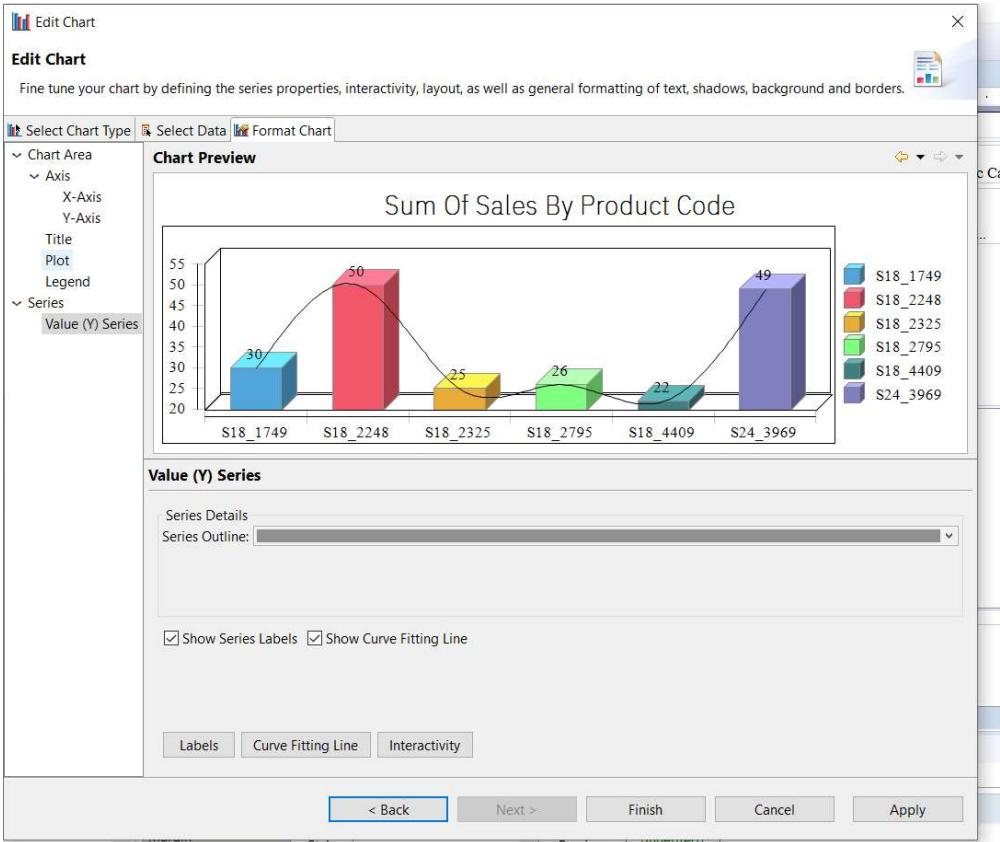 Edit Chart
Edit Chart
Fine tune your chart by defining the series properties, interactivity, layout, as well as general formatting of text, shadows, background and borders.
Select Chart Type Select Data Format Chart
Chart Area
Axis
X-Axis
Y-Axis
Title
Plot
Legend
Series
Value (Y) Series
Chart Preview
Sum Of Sales By Product Code
55
50
45
40
35
30
25
20
30
50
25
26
22
49
S18_1749 S18_2248 S18_2325 S18_2795 S18_4409 S24_3969
S18_1749
S18_2248
S18_2325
S18_2795
S18_4409
S24_3969
Value (Y) Series
Series Details
Series Outline:
Show Series Labels Show Curve Fitting Line
Labels Curve Fitting Line Interactivity
< Back Next > Finish Cancel Apply